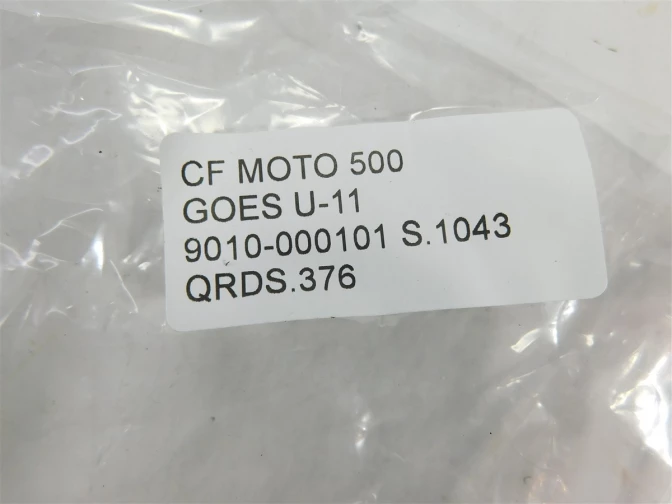 CF MOTO 500
GOES U-11
9010-000101 S.1043
QRDS.376